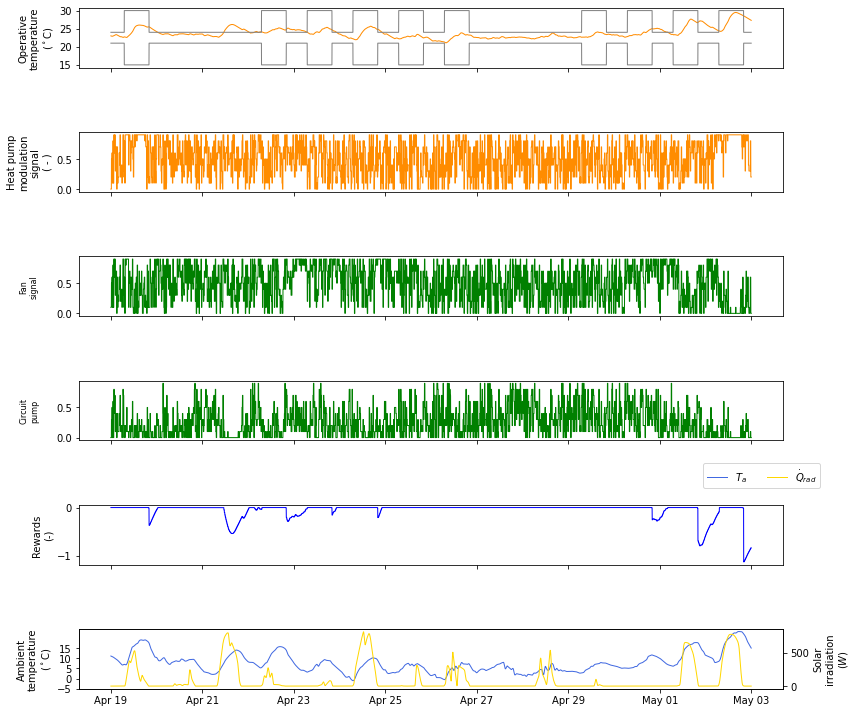 Operative
temperature
(°C)
30
25
20
15
Heat pump
modulation
signal
( - )
0.5
0.0
Fan
signal
0.5
0.0
Circuit
pump
0.5
0.0
T_a Q̇_rad
Rewards
(-)
0
−1
Ambient
temperature
(°C)
15
10
5
0
−5
500
0
Solar
irradiation
(W)
Apr 19 Apr 21 Apr 23 Apr 25 Apr 27 Apr 29 May 01 May 03